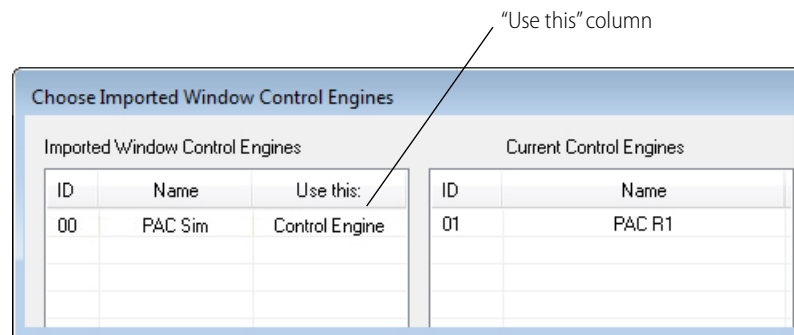 “Use this” column
Choose Imported Window Control Engines
Imported Window Control Engines
Current Control Engines
ID Name Use this:
ID Name
00 PAC Sim Control Engine
01 PAC R1